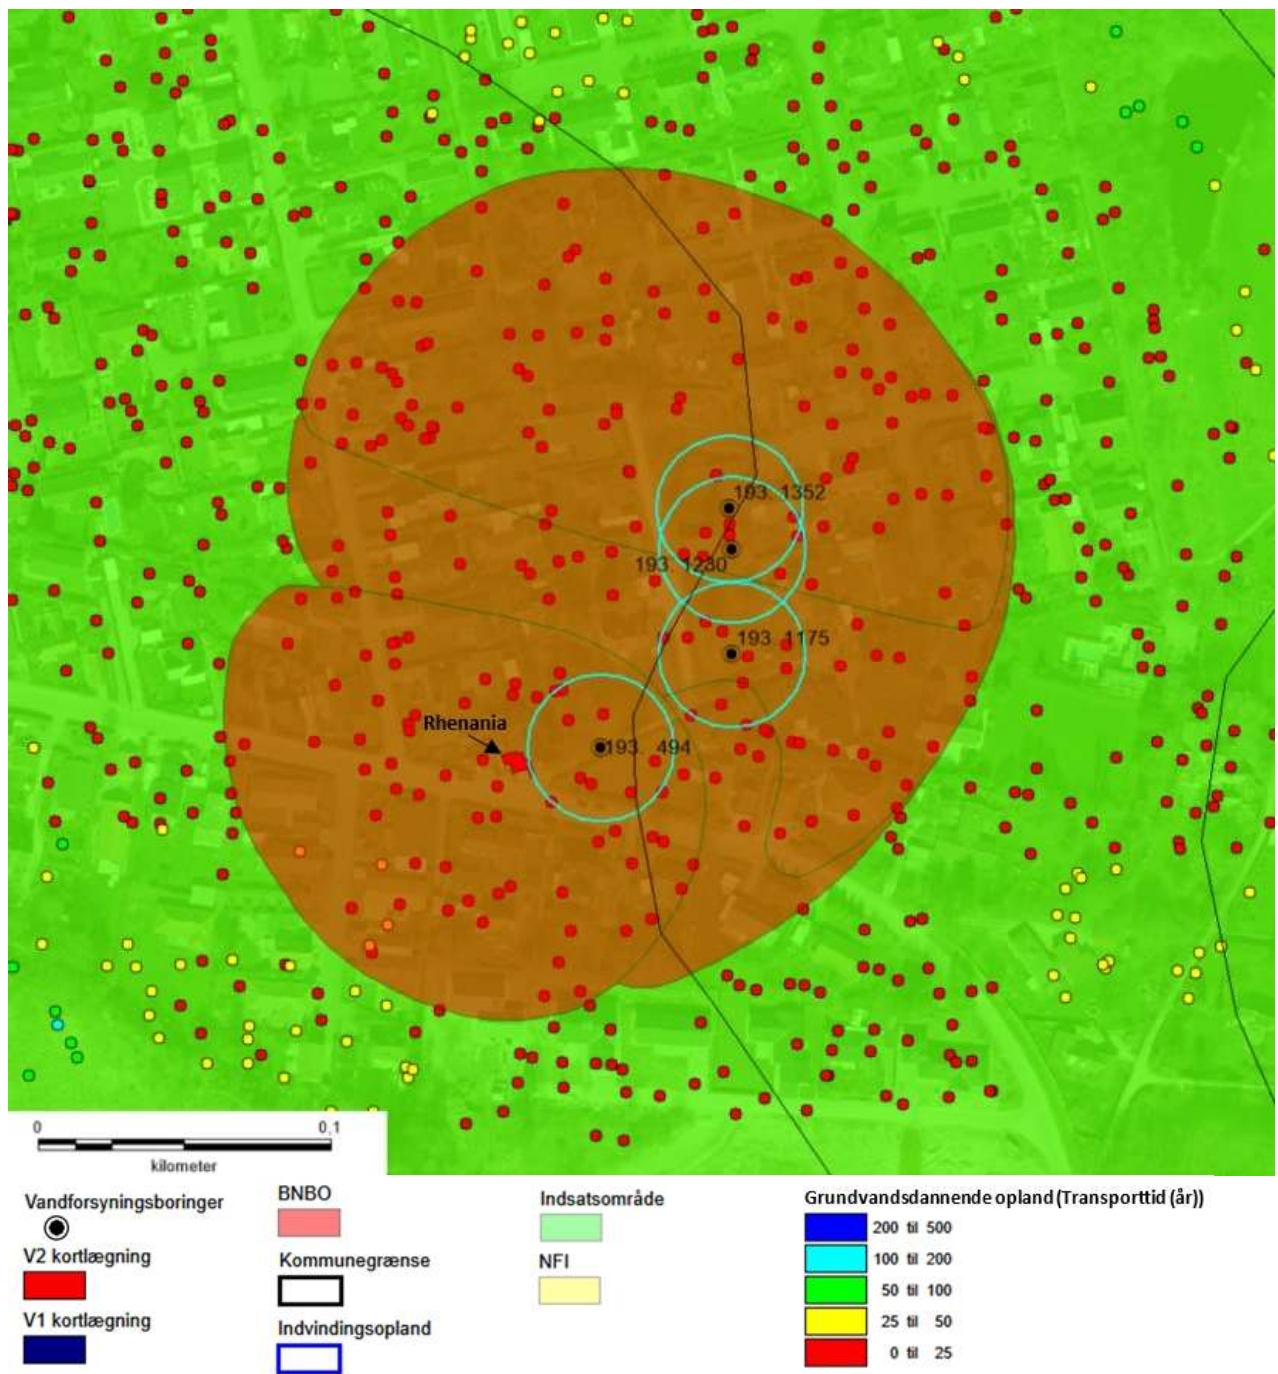 193. 1352
193. 1230
193. 1175
Rhenania
193. 494
0 0,1
kilometer
Vandforsyningsboringer
V2 kortlægning
V1 kortlægning
BNBO
Kommunegrænse
Indvindingsopland
Indsatsområde
NFI
Grundvandsdannende opland (Transporttid (år))
200 til 500
100 til 200
50 til 100
25 til 50
0 til 25